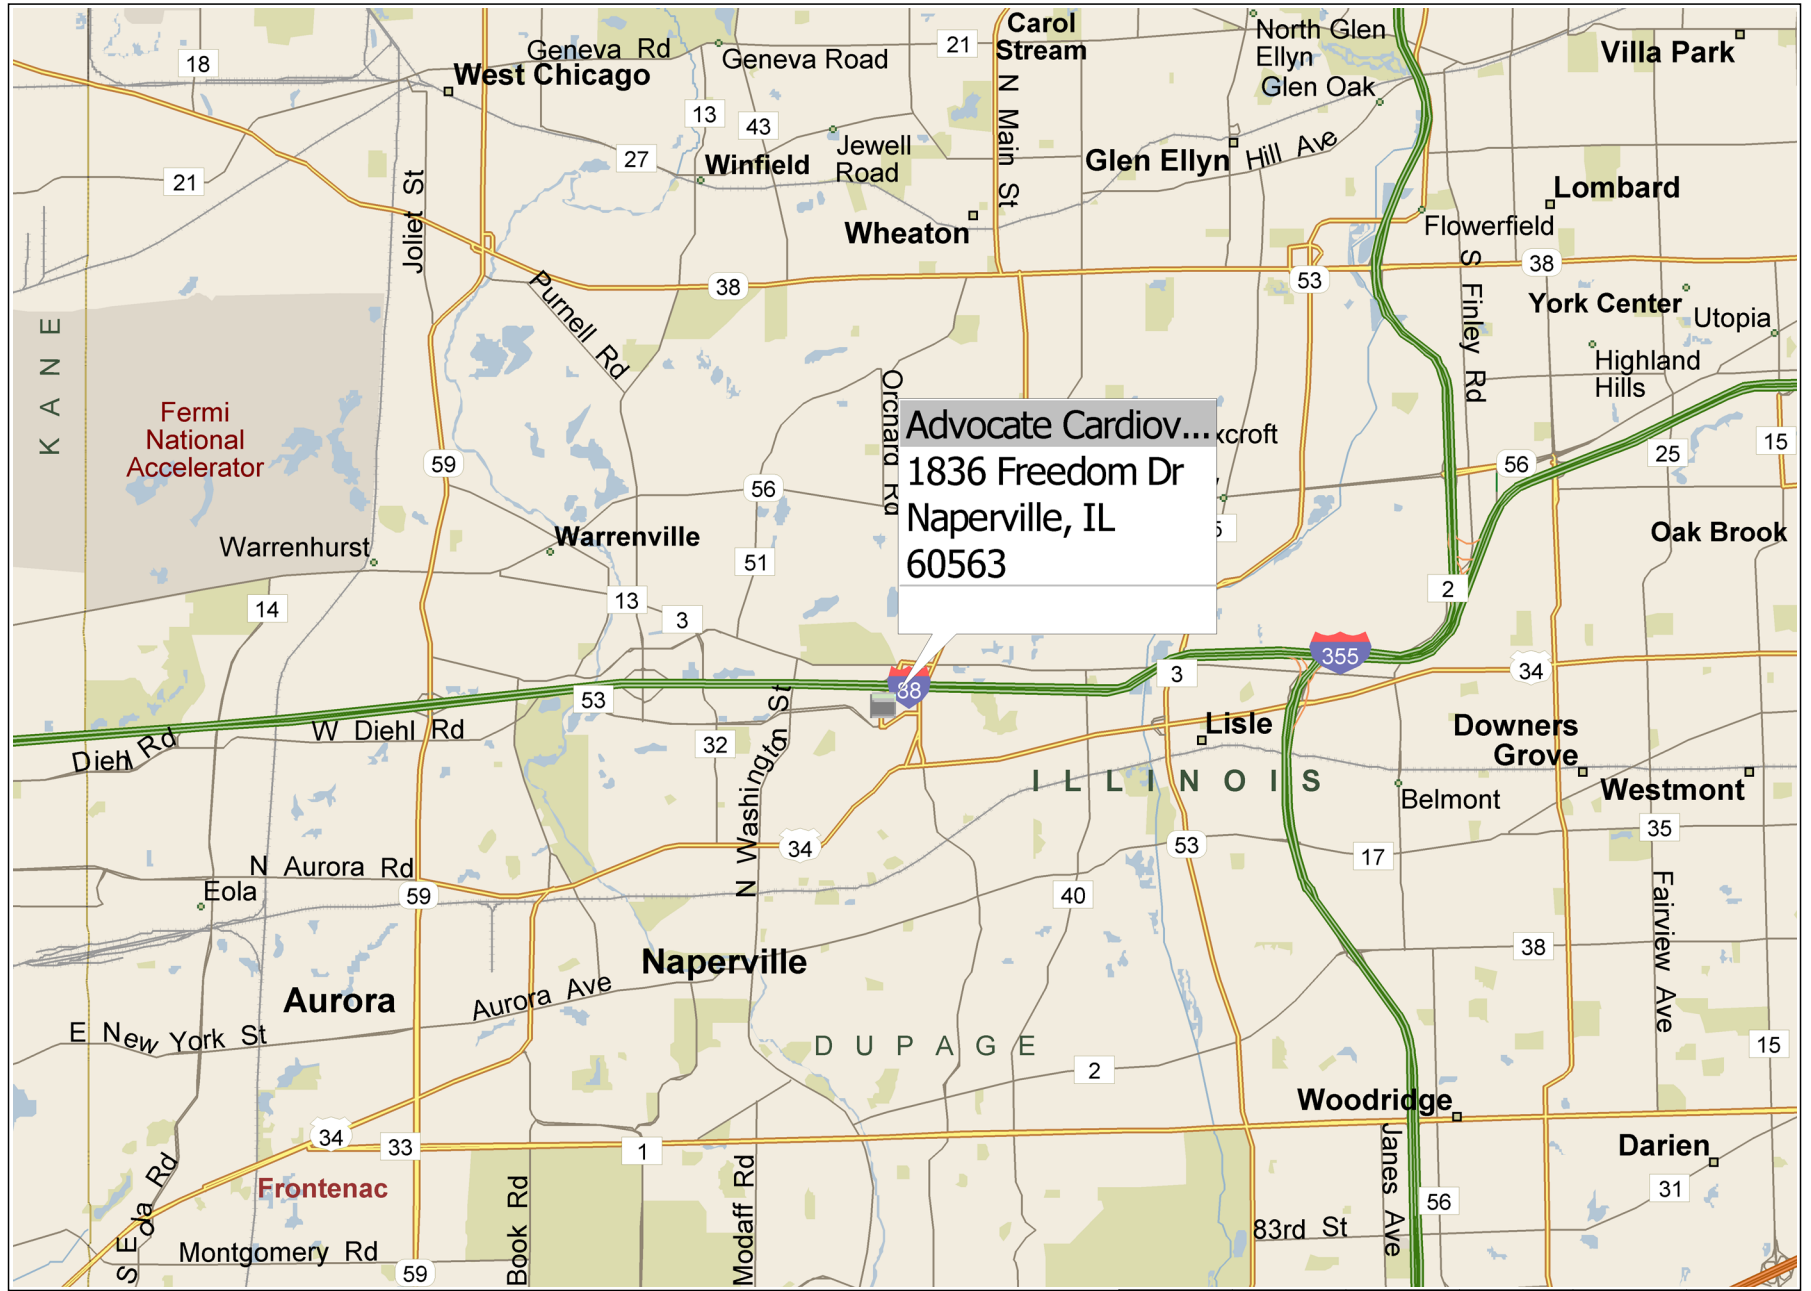 Carol
Stream
North Glen
Ellyn
Villa Park
Geneva Rd
Geneva Road
21
18
West Chicago
Glen Oak
13
43
Jewell
Road
27
Winfield
N Main St
Glen Ellyn
Hill Ave
21
Joliet St
Lombard
Wheaton
Flowerfield
38
53
38
S Finley Rd
York Center
Utopia
Purnell Rd
KANE
Highland
Hills
Fermi
National
Accelerator
Orchard Rd
Advocate Cardiov...
1836 Freedom Dr
Naperville, IL
60563
xcroft
15
25
59
56
56
Warrenhurst
Warrenville
51
5
Oak Brook
14
13
3
2
88
355
3
34
53
Diehl Rd
W Diehl Rd
32
N Washington St
Lisle
Downers
Grove
ILLINOIS
Belmont
Westmont
34
53
17
35
N Aurora Rd
Eola
59
40
Fairview Ave
38
Naperville
Aurora
Aurora Ave
E New York St
DUPAGE
2
15
Woodridge
34
33
1
Janes Ave
Darien
Frontenac
S Eola Rd
Book Rd
Modaff Rd
56
31
83rd St
Montgomery Rd
59